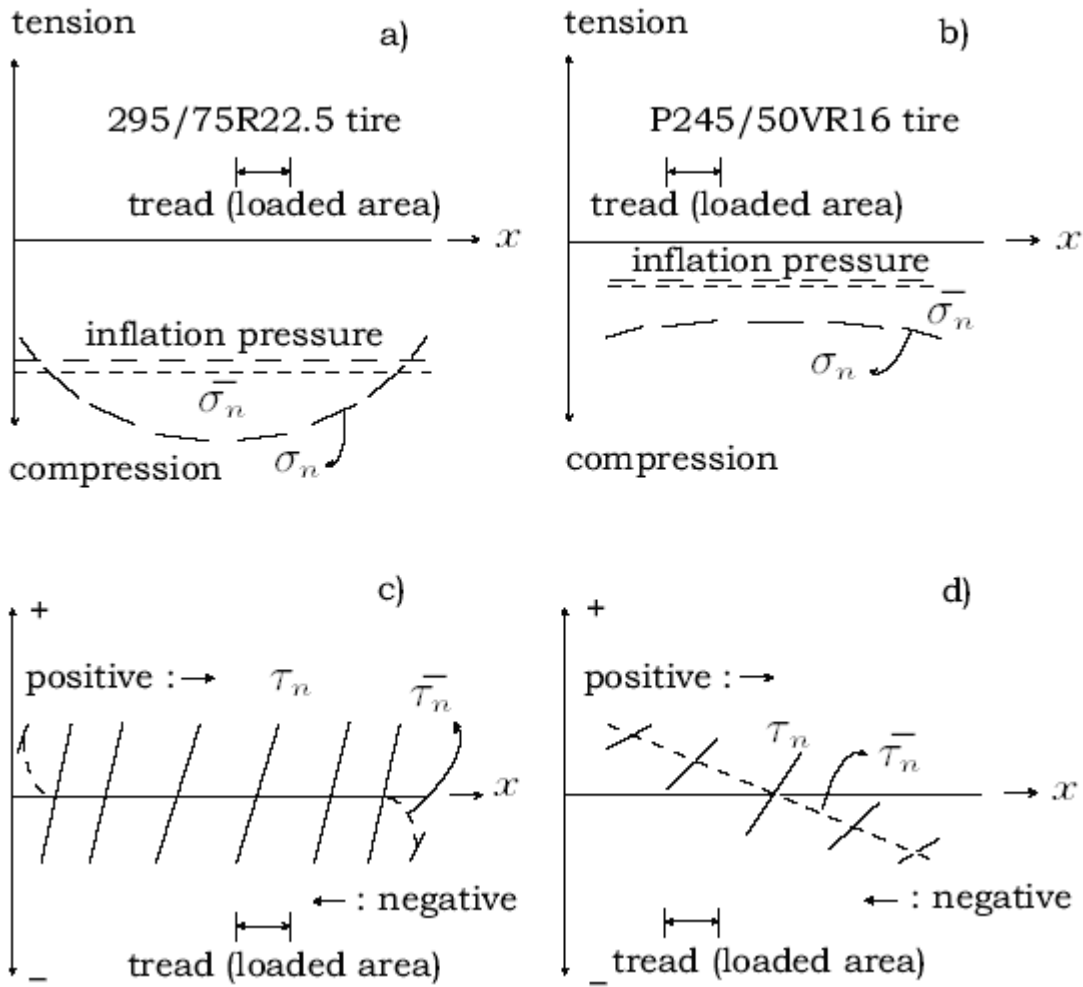 tension
a)
295/75R22.5 tire
tread (loaded area)
x
inflation pressure
σ̄n
compression
σn
tension
b)
P245/50VR16 tire
tread (loaded area)
x
inflation pressure
σ̄n
σn
compression
c)
+
positive : →
τn
τ̄n
x
← : negative
tread (loaded area)
−
d)
+
positive : →
τn
τ̄n
x
← : negative
tread (loaded area)
−